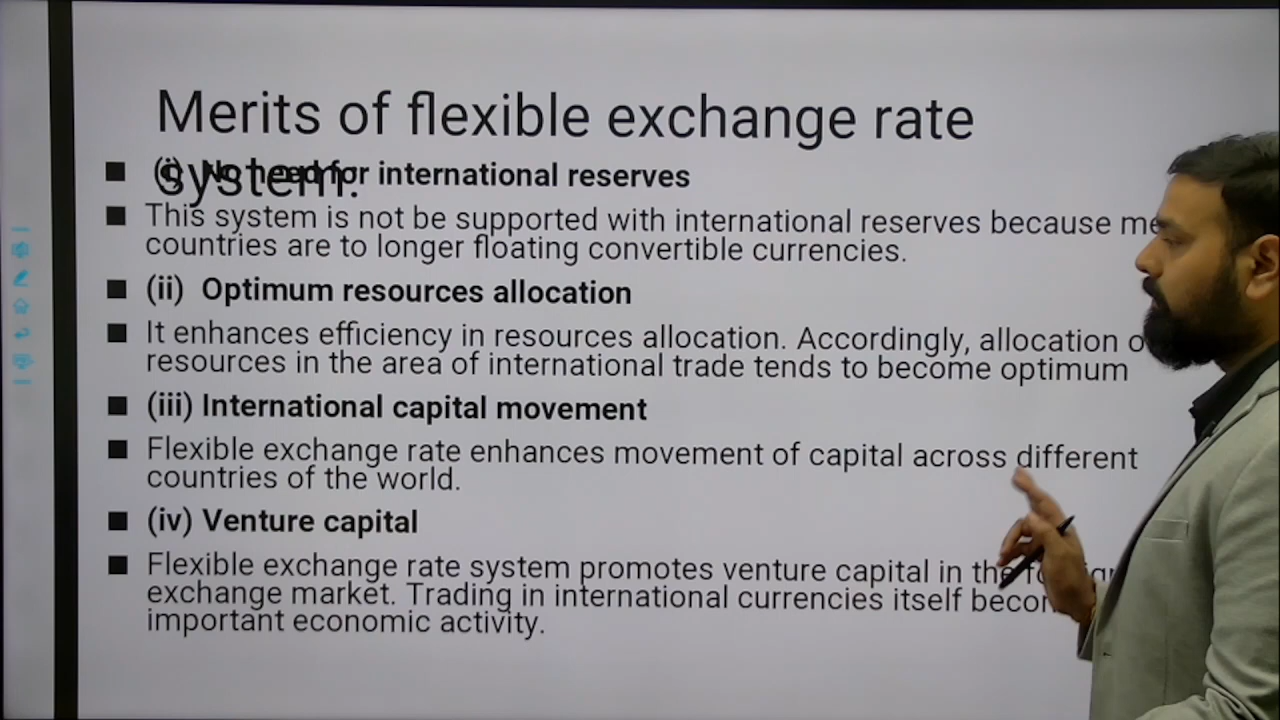 Merits of flexible exchange rate
system.
(i) No need for international reserves
This system is not be supported with international reserves because
countries are to longer floating convertible currencies.
(ii) Optimum resources allocation
It enhances efficiency in resources allocation. Accordingly, allocation
resources in the area of international trade tends to become optimum
(iii) International capital movement
Flexible exchange rate enhances movement of capital across different
countries of the world.
(iv) Venture capital
Flexible exchange rate system promotes venture capital in the
exchange market. Trading in international currencies itself
important economic activity.